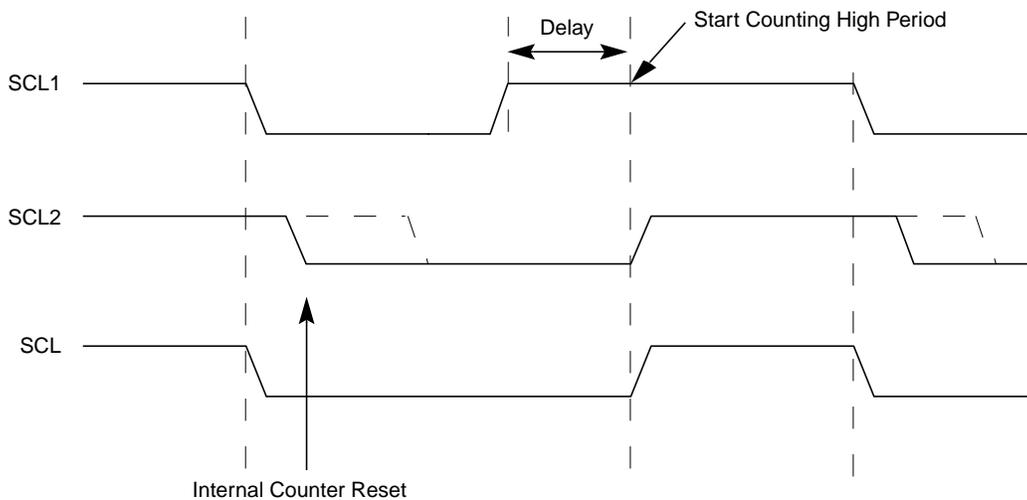 Start Counting High Period
Delay
SCL1
SCL2
SCL
Internal Counter Reset